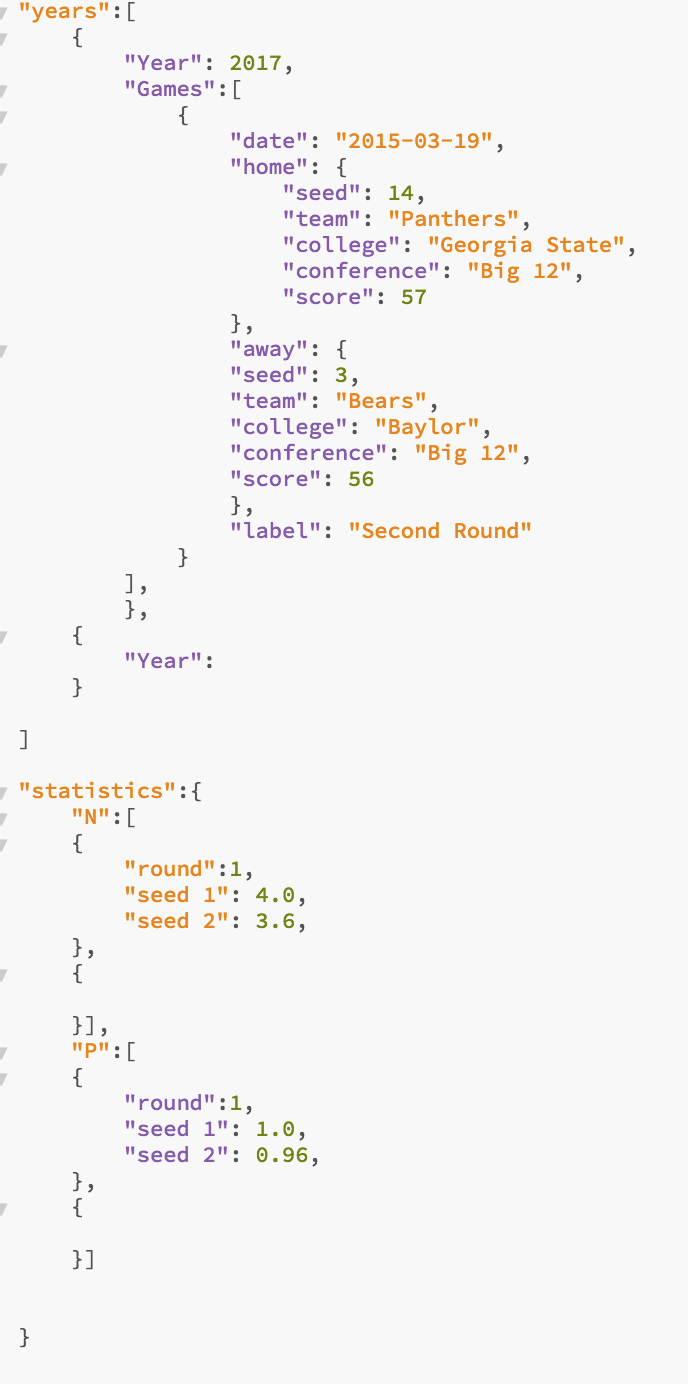 "years":[
{
"Year": 2017,
"Games":[
{
"date": "2015-03-19",
"home": {
"seed": 14,
"team": "Panthers",
"college": "Georgia State",
"conference": "Big 12",
"score": 57
},
"away": {
"seed": 3,
"team": "Bears",
"college": "Baylor",
"conference": "Big 12",
"score": 56
},
"label": "Second Round"
}
],
},
{
"Year":
}
]
"statistics":{
"N":[
{
"round":1,
"seed 1": 4.0,
"seed 2": 3.6,
},
{
}],
"P":[
{
"round":1,
"seed 1": 1.0,
"seed 2": 0.96,
},
{
}]
}